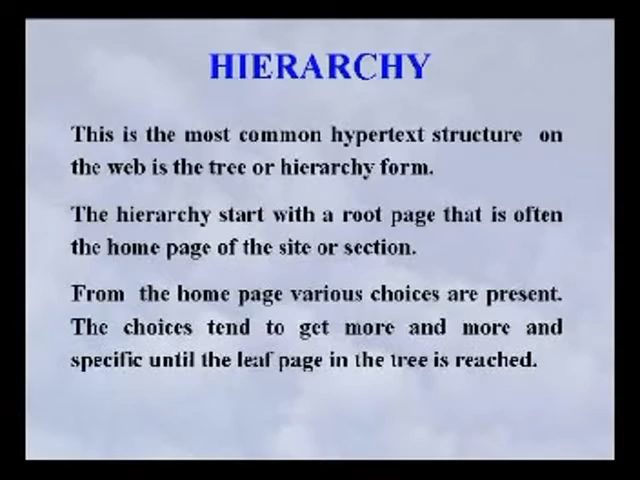 HIERARCHY
This is the most common hypertext structure on
the web is the tree or hierarchy form.
The hierarchy start with a root page that is often
the home page of the site or section.
From the home page various choices are present.
The choices tend to get more and more and
specific until the leaf page in the tree is reached.